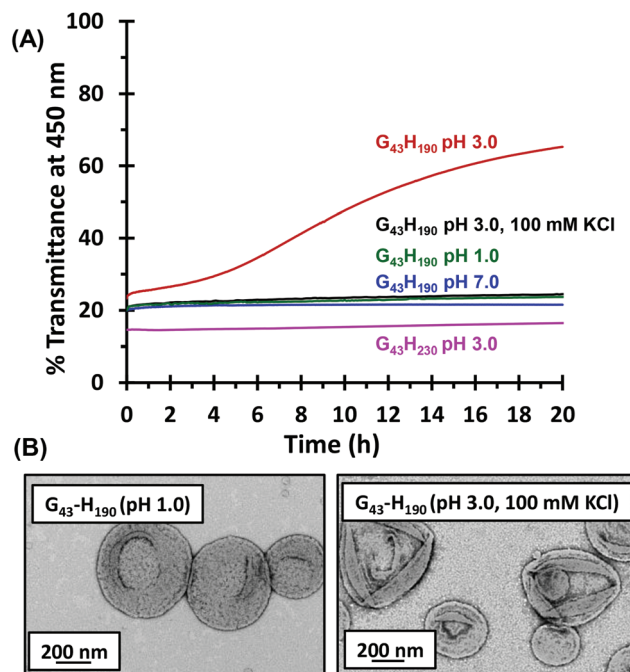 (A)
% Transmittance at 450 nm
100
80
60
40
20
0
G₄₃H₁₉₀ pH 3.0
G₄₃H₁₉₀ pH 3.0, 100 mM KCl
G₄₃H₁₉₀ pH 1.0
G₄₃H₁₉₀ pH 7.0
G₄₃H₂₃₀ pH 3.0
0 2 4 6 8 10 12 14 16 18 20
Time (h)
(B)
G₄₃-H₁₉₀ (pH 1.0)
200 nm
G₄₃-H₁₉₀ (pH 3.0, 100 mM KCl)
200 nm